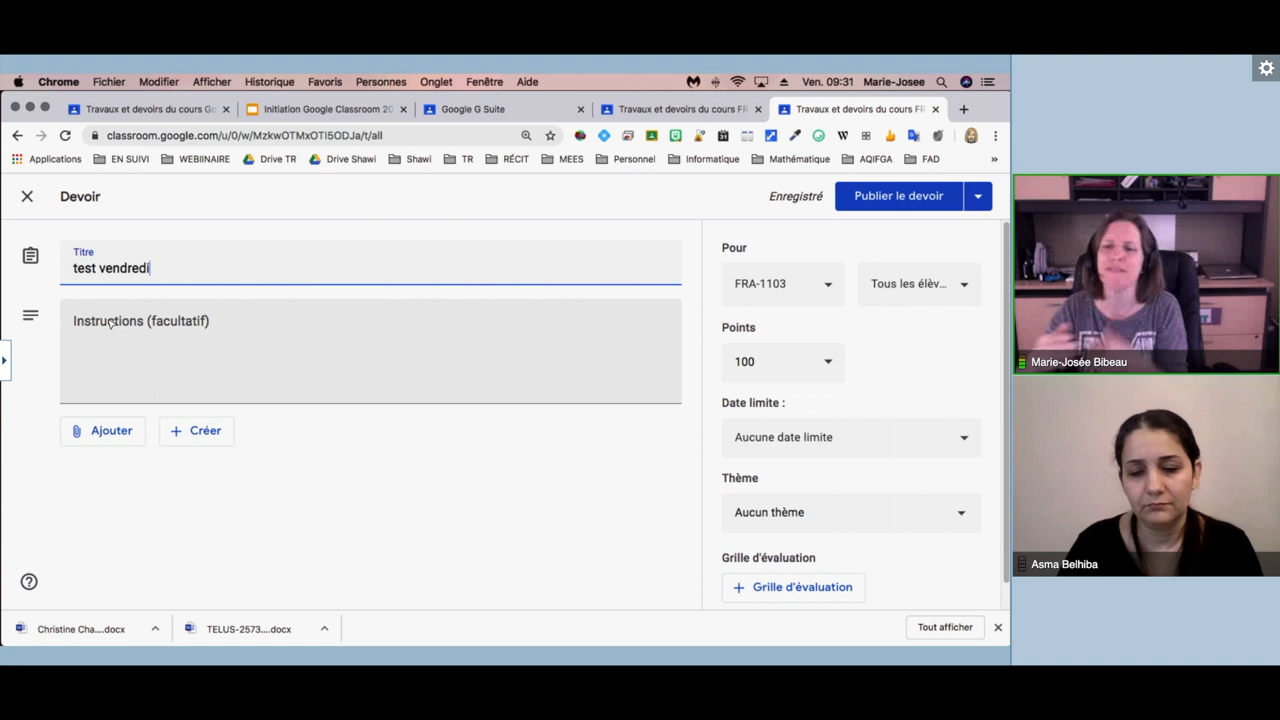 Chrome Fichier Modifier Afficher Historique Favoris Personnes Onglet Fenêtre Aide Ven. 09:31 Marie-Josee
Travaux et devoirs du cours Go Initiation Google Classroom 20 Google G Suite Travaux et devoirs du cours FR Travaux et devoirs du cours FR
classroom.google.com/u/0/w/MzkwOTMxOTI5ODJa/t/all
Applications EN SUIVI WEBIINAIRE Drive TR Drive Shawi Shawi TR RÉCIT MEES Personnel Informatique Mathématique AQIFGA FAD »
Devoir Enregistré Publier le devoir
Titre
test vendredi
Instructions (facultatif)
Ajouter Créer
Pour
FRA-1103 Tous les élèv...
Points
100
Date limite :
Aucune date limite
Thème
Aucun thème
Grille d'évaluation
+ Grille d'évaluation
Christine Cha....docx TELUS-2573....docx Tout afficher
Marie-Josée Bibeau
Asma Belhiba